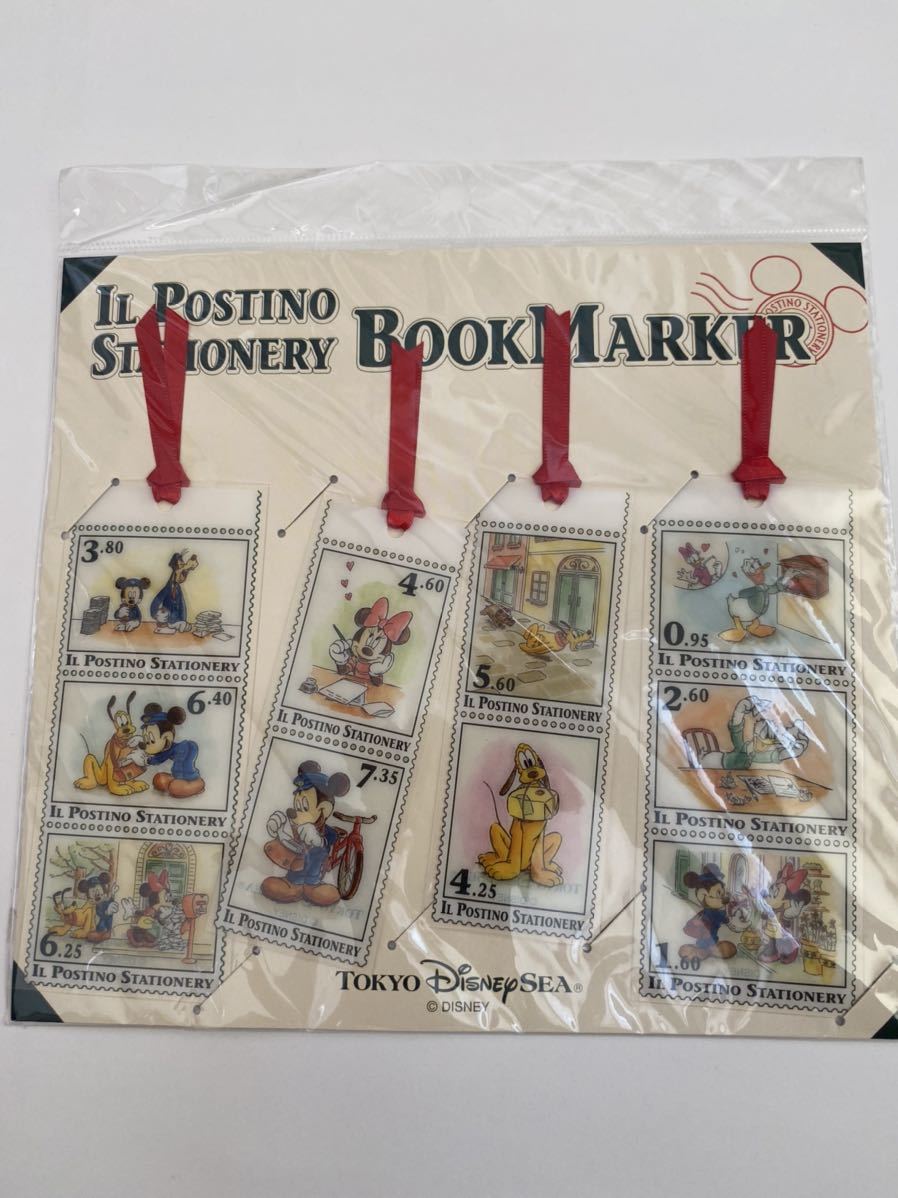 IL POSTINO
STATIONERY
BOOKMARKER
POSTINO STATIONERY
3.80
IL POSTINO STATIONERY
6.40
IL POSTINO STATIONERY
6.25
IL POSTINO STATIONERY
4.60
IL POSTINO STATIONERY
7.35
IL POSTINO STATIONERY
5.60
IL POSTINO STATIONERY
4.25
IL POSTINO STATIONERY
0.95
IL POSTINO STATIONERY
2.60
IL POSTINO STATIONERY
1.60
IL POSTINO STATIONERY
TOKYO DISNEYSEA®
© DISNEY